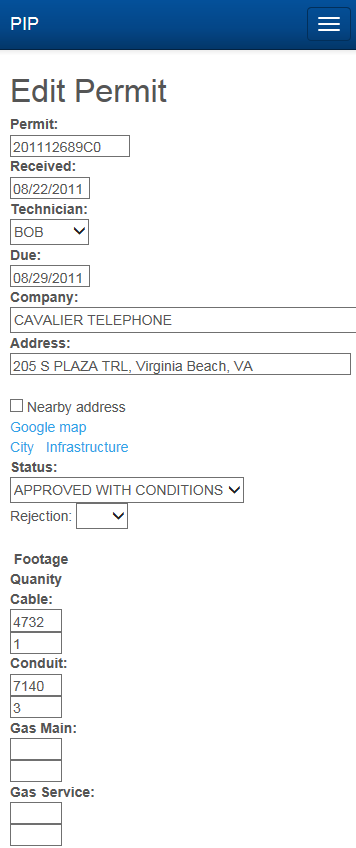 PIP
Edit Permit
Permit:
201112689C0
Received:
08/22/2011
Technician:
BOB
Due:
08/29/2011
Company:
CAVALIER TELEPHONE
Address:
205 S PLAZA TRL, Virginia Beach, VA
Nearby address
Google map
City Infrastructure
Status:
APPROVED WITH CONDITIONS
Rejection:
Footage
Quanity
Cable:
4732
1
Conduit:
7140
3
Gas Main:
Gas Service: